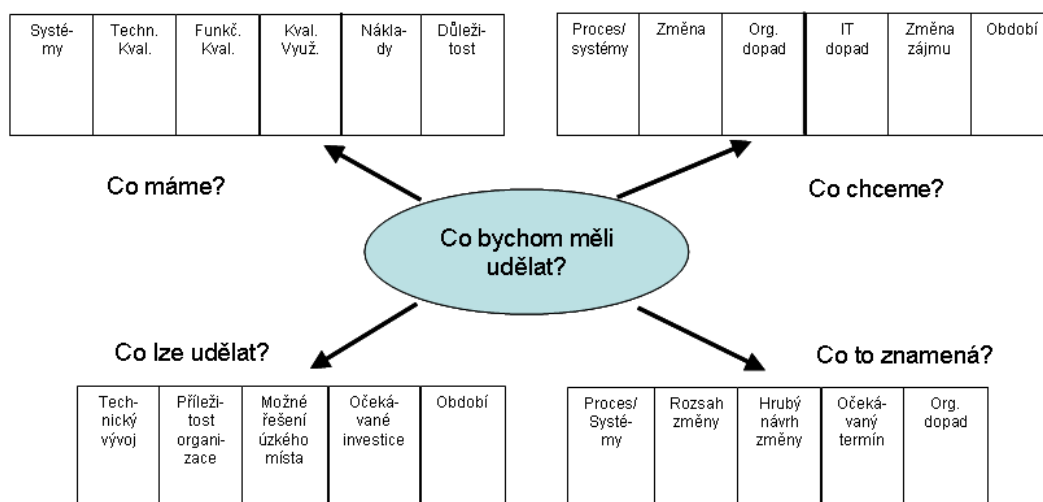 Systé-
my
Techn.
Kval.
Funkč.
Kval.
Kval.
Využ.
Nákla-
dy
Důleži-
tost
Proces/
systémy
Změna
Org.
dopad
IT
dopad
Změna
zájmu
Období
Co máme?
Co chceme?
Co bychom měli
udělat?
Co lze udělat?
Co to znamená?
Tech-
nický
vývoj
Příleži-
tost
organi-
zace
Možné
řešení
úzkého
místa
Očeká-
vané
investice
Období
Proces/
Systé-
my
Rozsah
změny
Hrubý
návrh
změny
Očeká-
vaný
termín
Org.
dopad